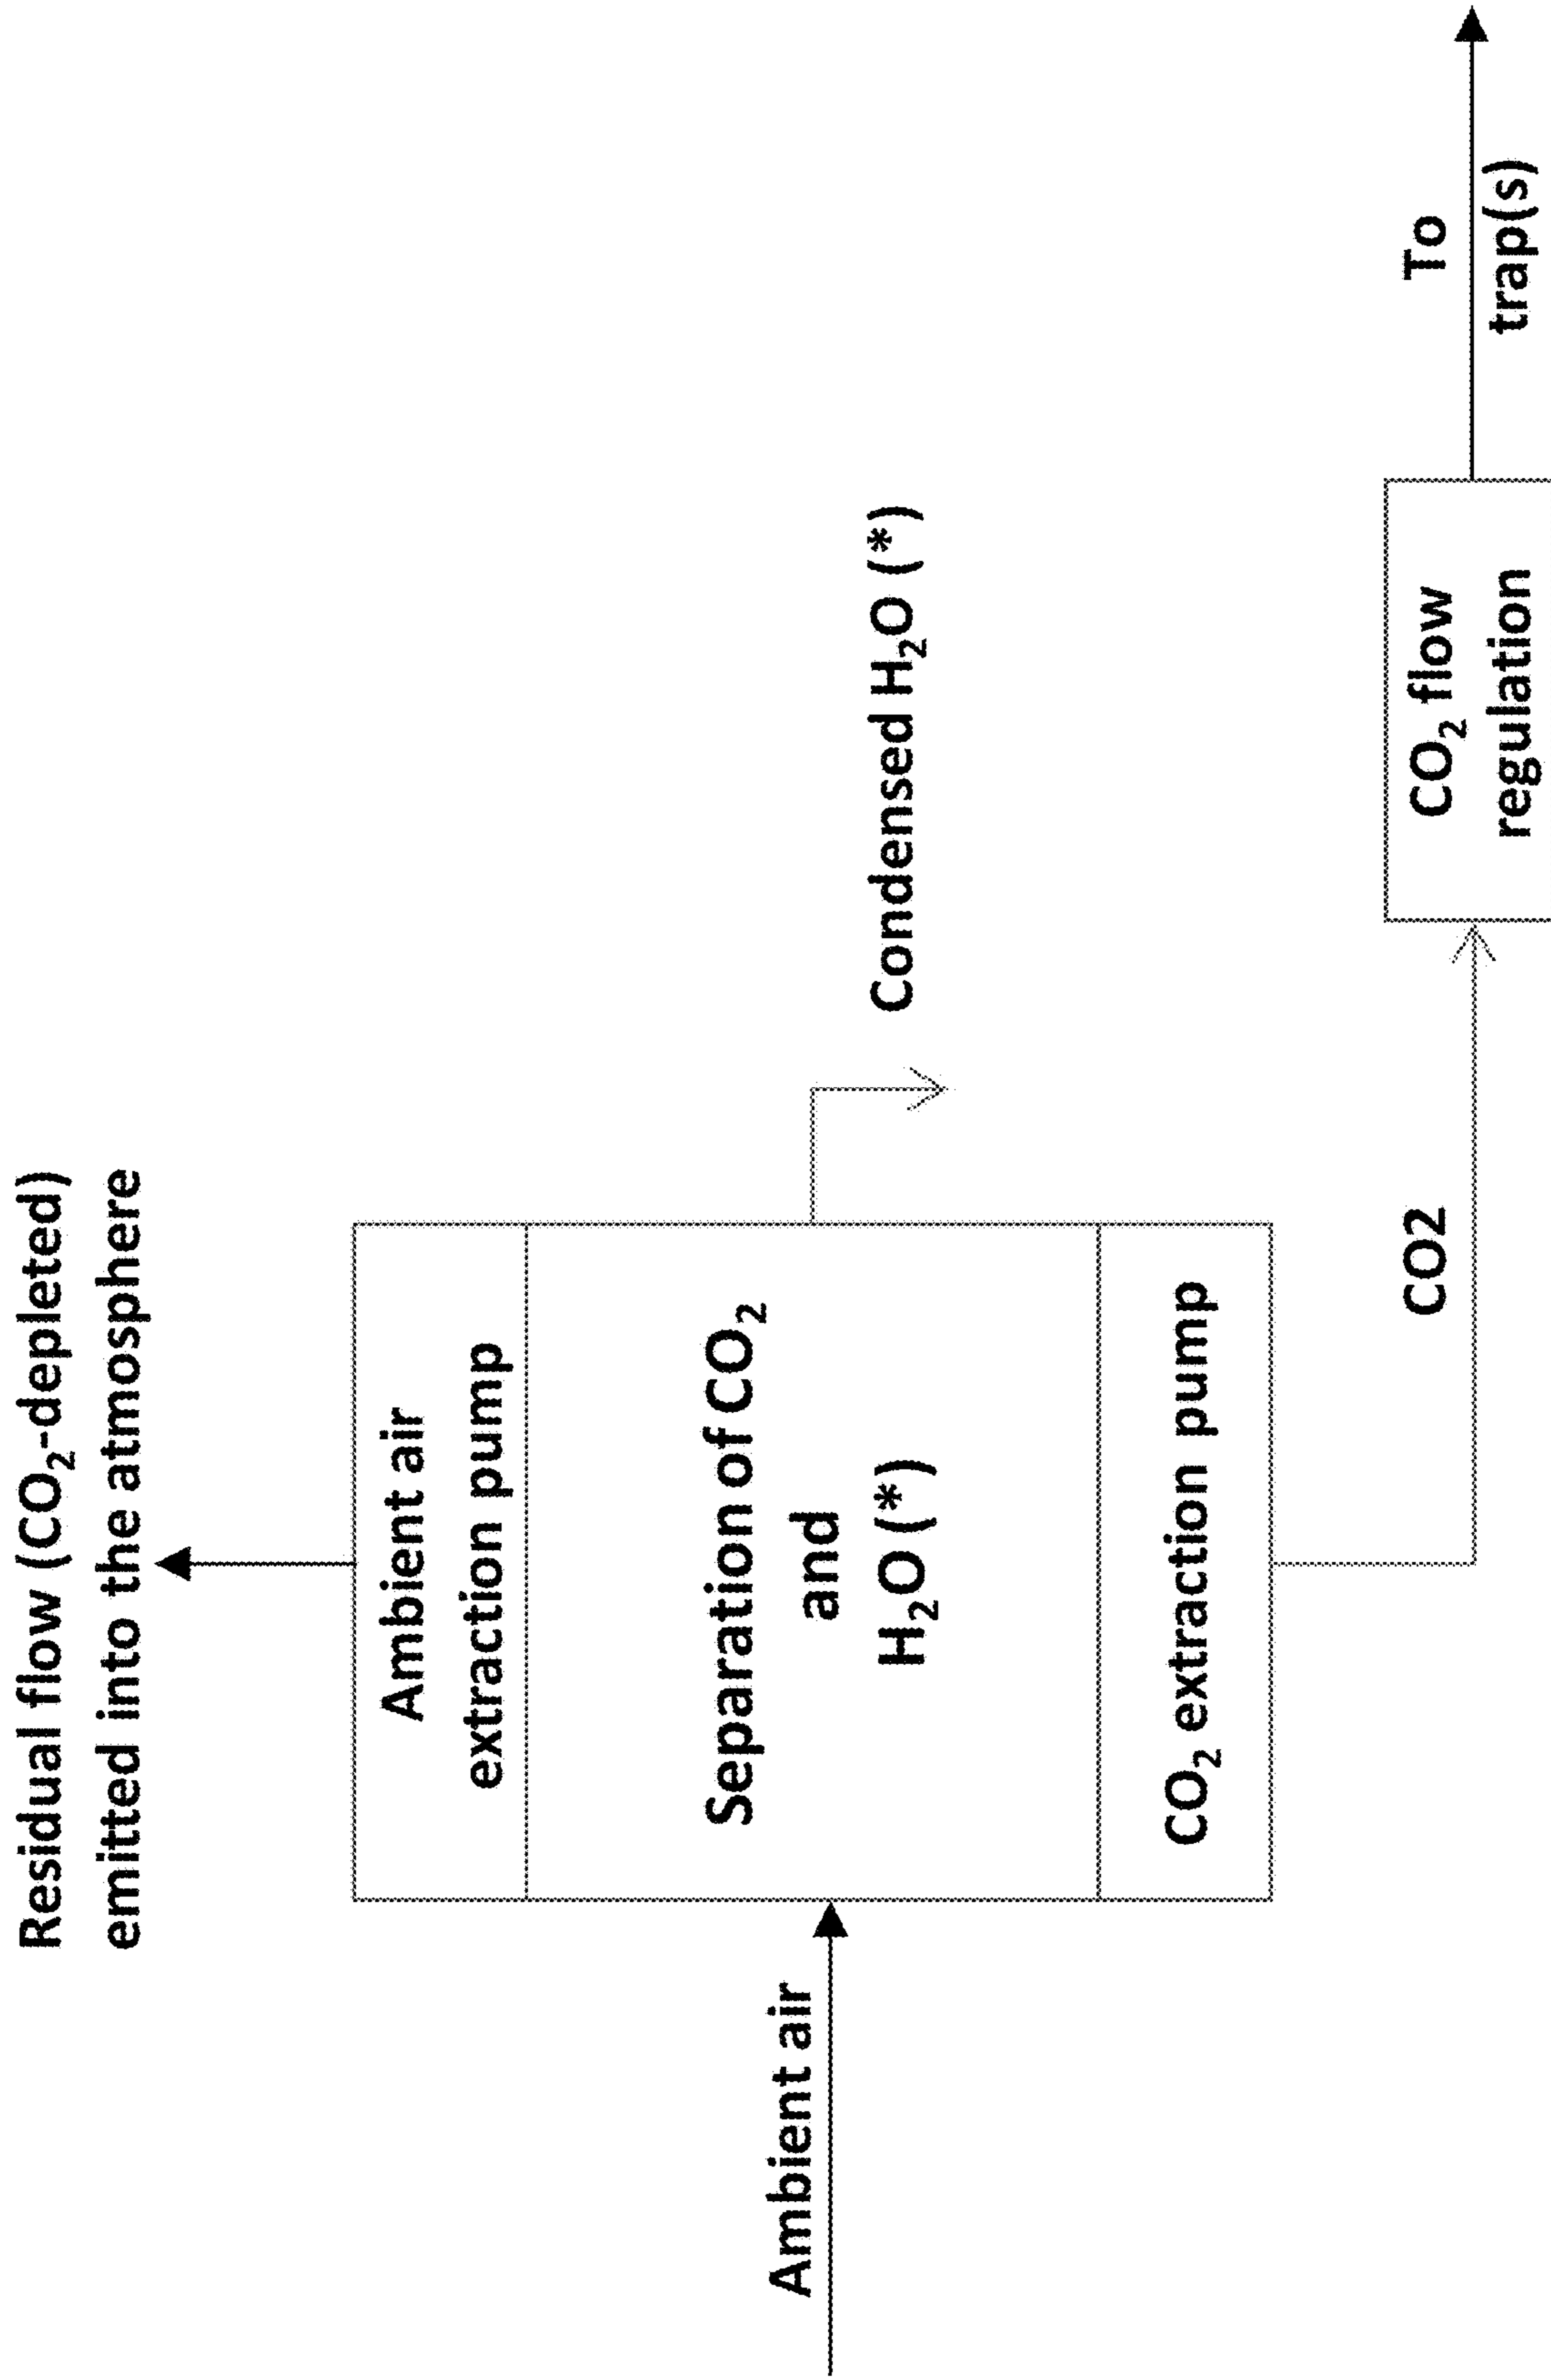 Residual flow (CO₂-depleted)
emitted into the atmosphere
Ambient air
extraction pump
Ambient air
Separation of CO₂
and
H₂O (*)
Condensed H₂O (*)
CO₂ extraction pump
CO2
CO₂ flow
regulation
To
trap(s)